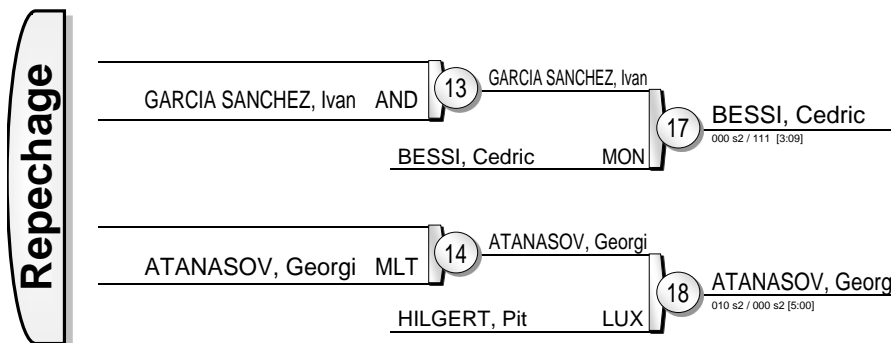 Repechage
GARCIA SANCHEZ, Ivan AND
13
GARCIA SANCHEZ, Ivan
BESSI, Cedric MON
17
BESSI, Cedric
000 s2 / 111 [3:09]
ATANASOV, Georgi MLT
14
ATANASOV, Georgi
HILGERT, Pit LUX
18
ATANASOV, Georg
010 s2 / 000 s2 [5:00]